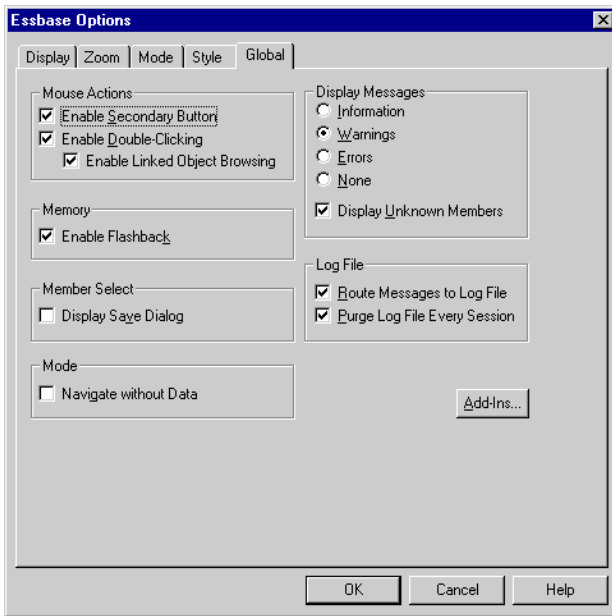 Essbase Options
Display Zoom Mode Style Global
Mouse Actions
Enable Secondary Button
Enable Double-Clicking
Enable Linked Object Browsing
Memory
Enable Flashback
Member Select
Display Save Dialog
Mode
Navigate without Data
Display Messages
Information
Warnings
Errors
None
Display Unknown Members
Log File
Route Messages to Log File
Purge Log File Every Session
Add-Ins...
OK Cancel Help